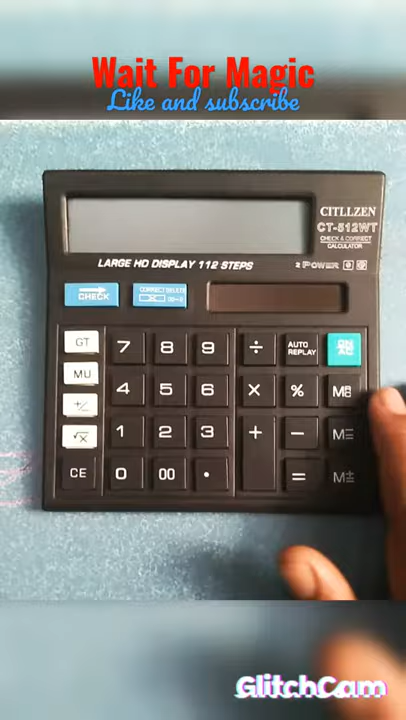 Wait For Magic
Like and subscribe
CITLLZEN
CT-512WT
CHECK & CORRECT
CALCULATOR
LARGE HD DISPLAY 112 STEPS
2 POWER
CHECK
CORRECT DELETE
GT 7 8 9 ÷ AUTO REPLAY ON AC
MU 4 5 6 X %
+/- 1 2 3 + −
√x
CE 0 00 . =
GlitchCam